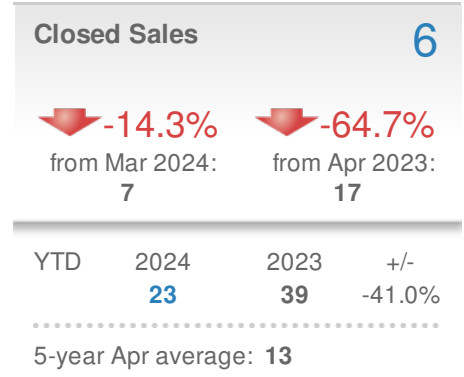 Closed Sales 6
-14.3% -64.7%
from Mar 2024: from Apr 2023:
7 17
YTD 2024 2023 +/-
23 39 -41.0%
5-year Apr average: 13